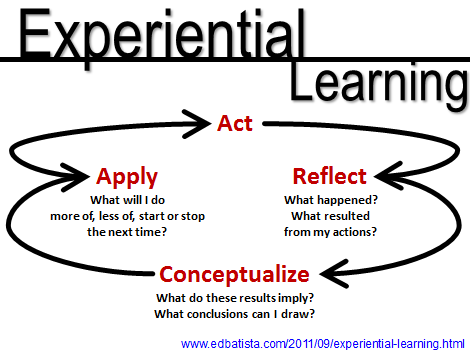 Experiential
Learning
Act
Apply
What will I do
more of, less of, start or stop
the next time?
Reflect
What happened?
What resulted
from my actions?
Conceptualize
What do these results imply?
What conclusions can I draw?
www.edbatista.com/2011/09/experiential-learning.html